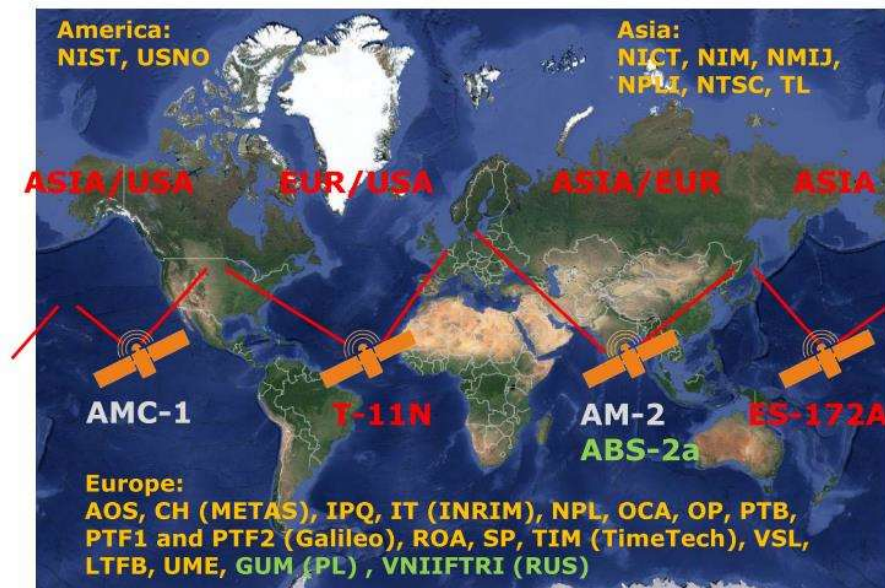 America:
NIST, USNO
Asia:
NICT, NIM, NMIJ,
NPLI, NTSC, TL
ASIA/USA
EUR/USA
ASIA/EUR
ASIA
AMC-1
T-11N
AM-2
ES-172A
ABS-2a
Europe:
AOS, CH (METAS), IPQ, IT (INRIM), NPL, OCA, OP, PTB,
PTF1 and PTF2 (Galileo), ROA, SP, TIM (TimeTech), VSL,
LTFB, UME, GUM (PL) , VNIIFTRI (RUS)